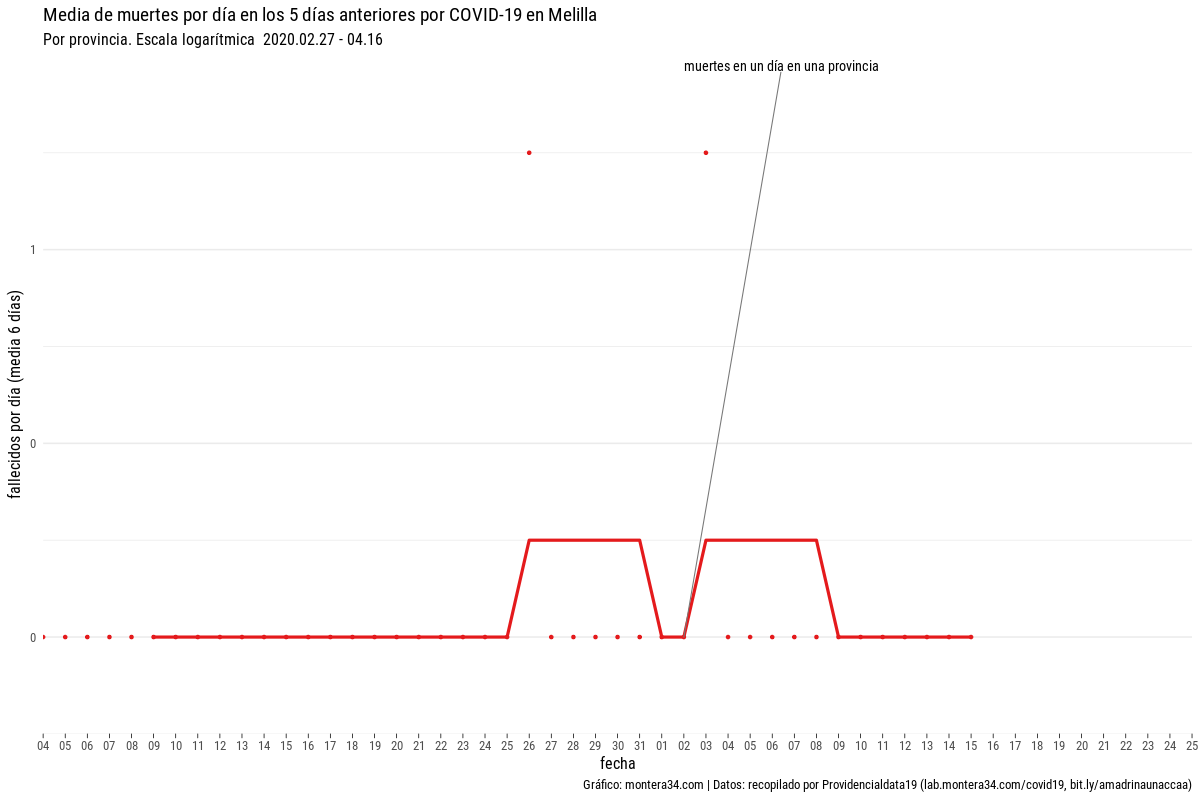 Media de muertes por día en los 5 días anteriores por COVID-19 en Melilla
Por provincia. Escala logarítmica 2020.02.27 - 04.16
muertes en un día en una provincia
1
0
0
fallecidos por día (media 6 días)
04 05 06 07 08 09 10 11 12 13 14 15 16 17 18 19 20 21 22 23 24 25 26 27 28 29 30 31 01 02 03 04 05 06 07 08 09 10 11 12 13 14 15 16 17 18 19 20 21 22 23 24 25
fecha
Gráfico: montera34.com | Datos: recopilado por Providencialdata19 (lab.montera34.com/covid19, bit.ly/amadrinaunaccaa)